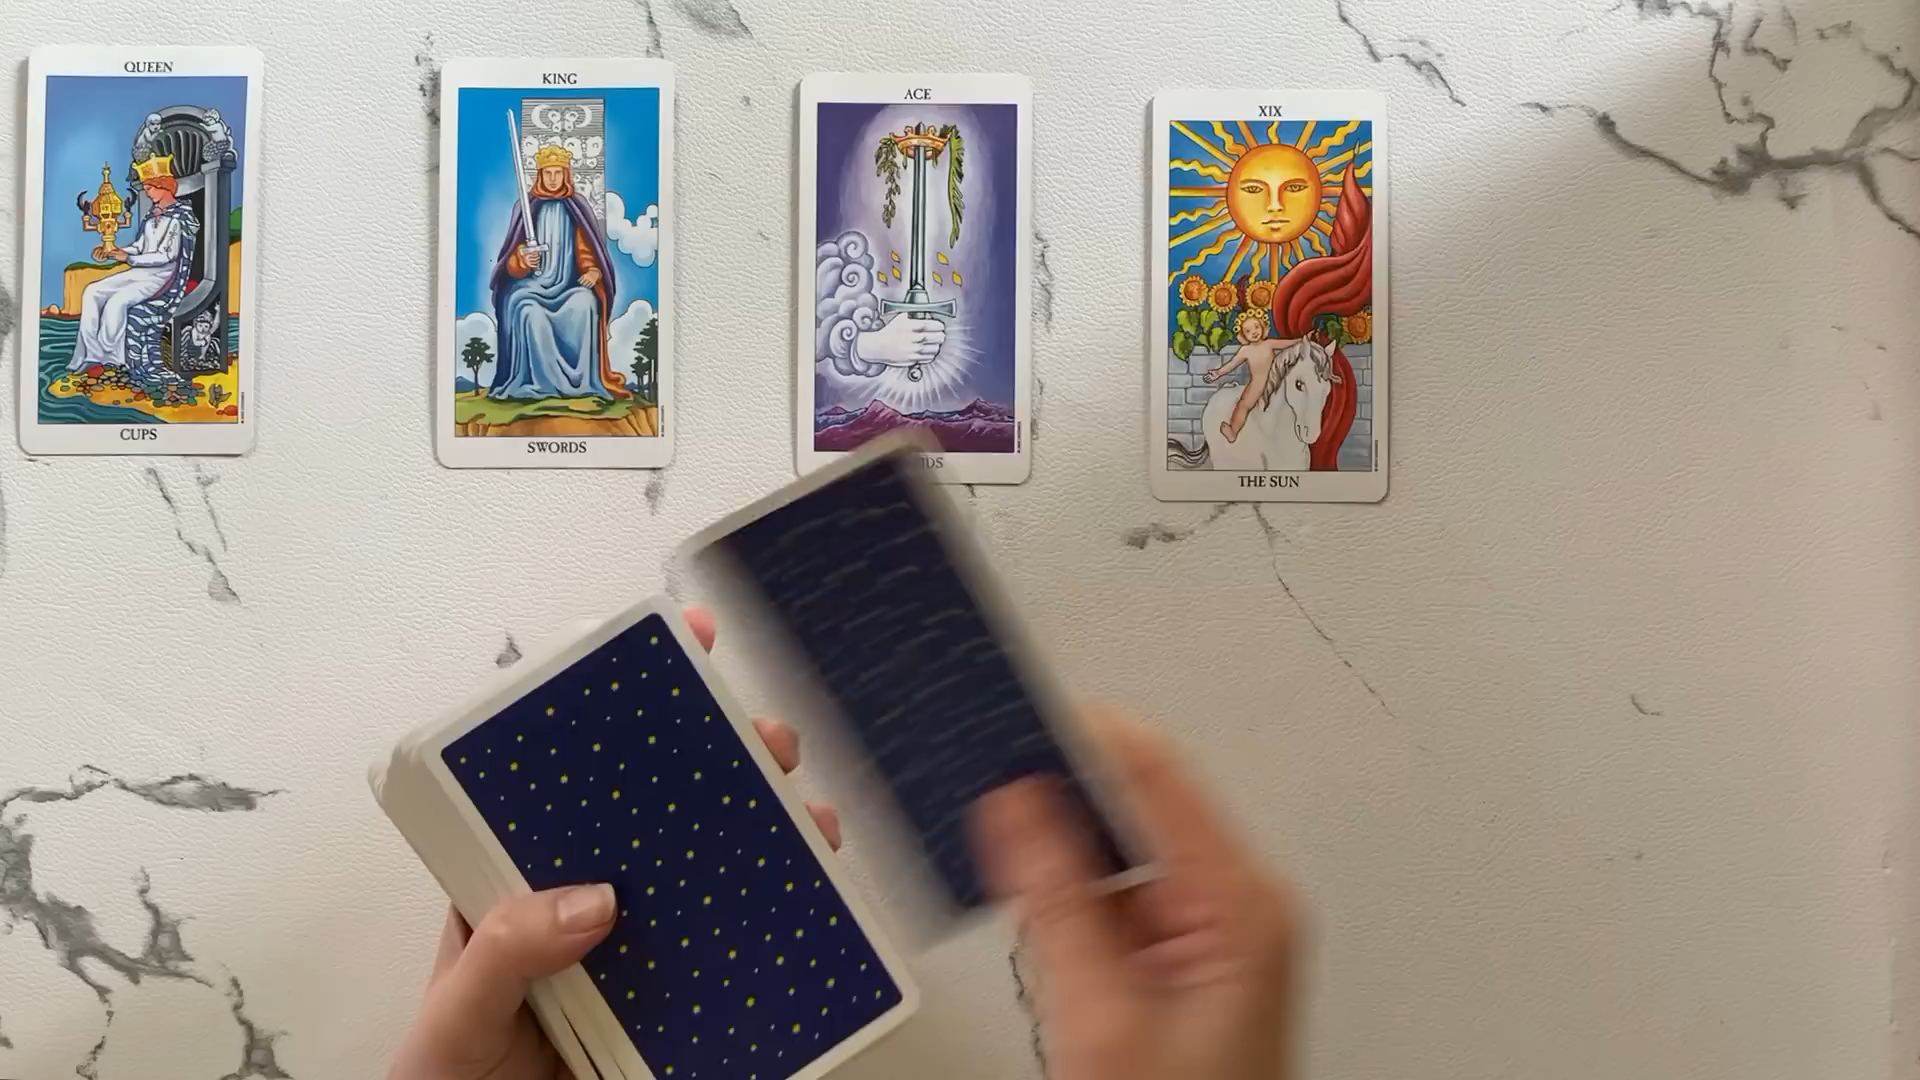 QUEEN
CUPS
KING
SWORDS
ACE
XIX
THE SUN